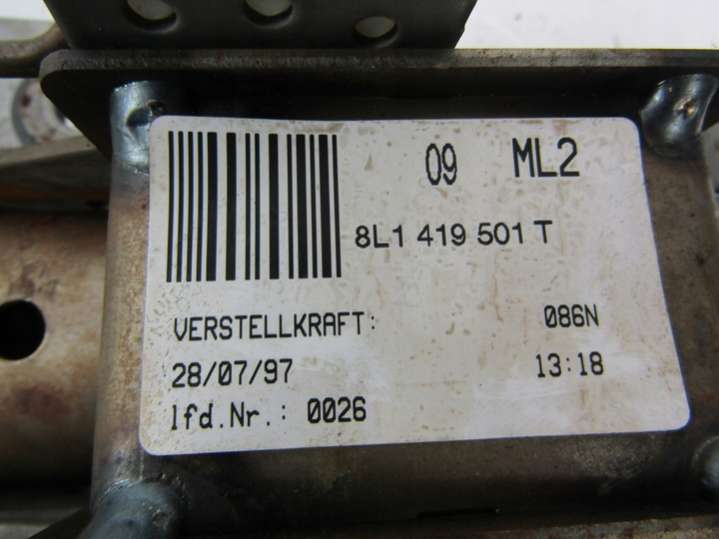 09 ML2
8L1 419 501 T
VERSTELLKRAFT: 086N
28/07/97 13:18
lfd.Nr.: 0026